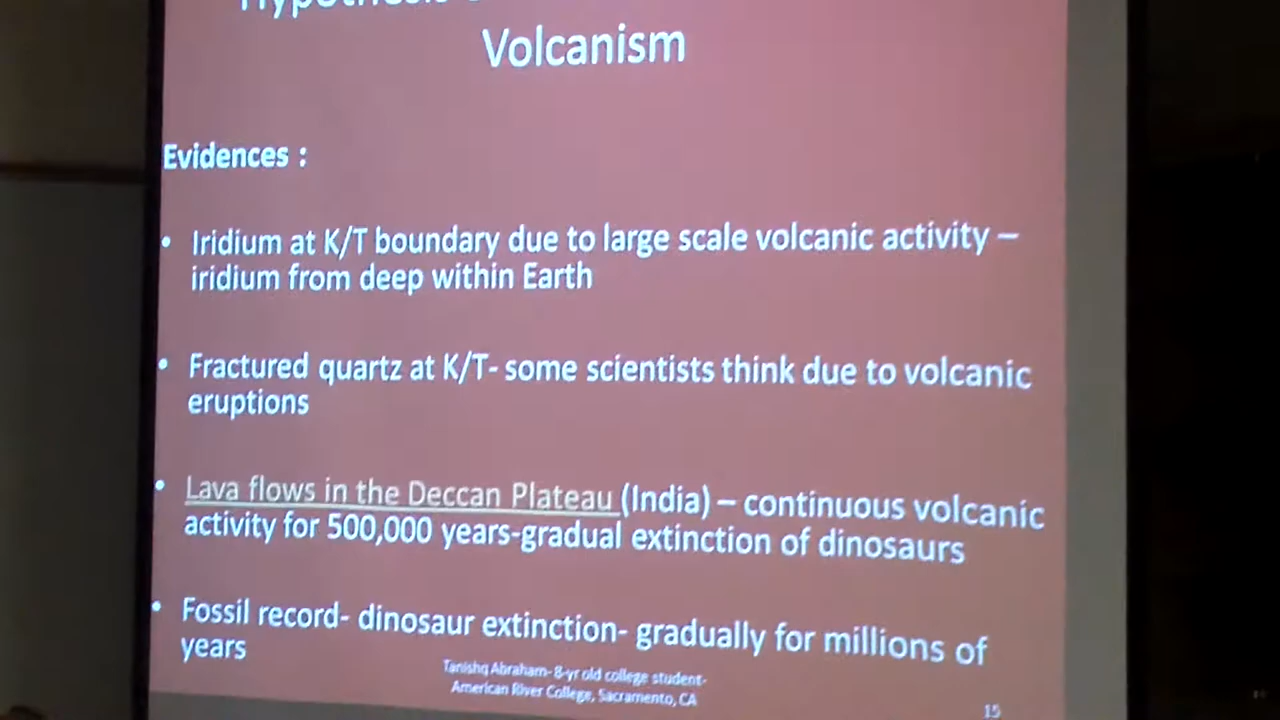 Hypothesis
Volcanism
Evidences :
• Iridium at K/T boundary due to large scale volcanic activity –
iridium from deep within Earth
• Fractured quartz at K/T- some scientists think due to volcanic
eruptions
• Lava flows in the Deccan Plateau (India) – continuous volcanic
activity for 500,000 years-gradual extinction of dinosaurs
• Fossil record- dinosaur extinction- gradually for millions of
years
Tanishq Abraham- 8-yr old college student-
American River College, Sacramento, CA
15